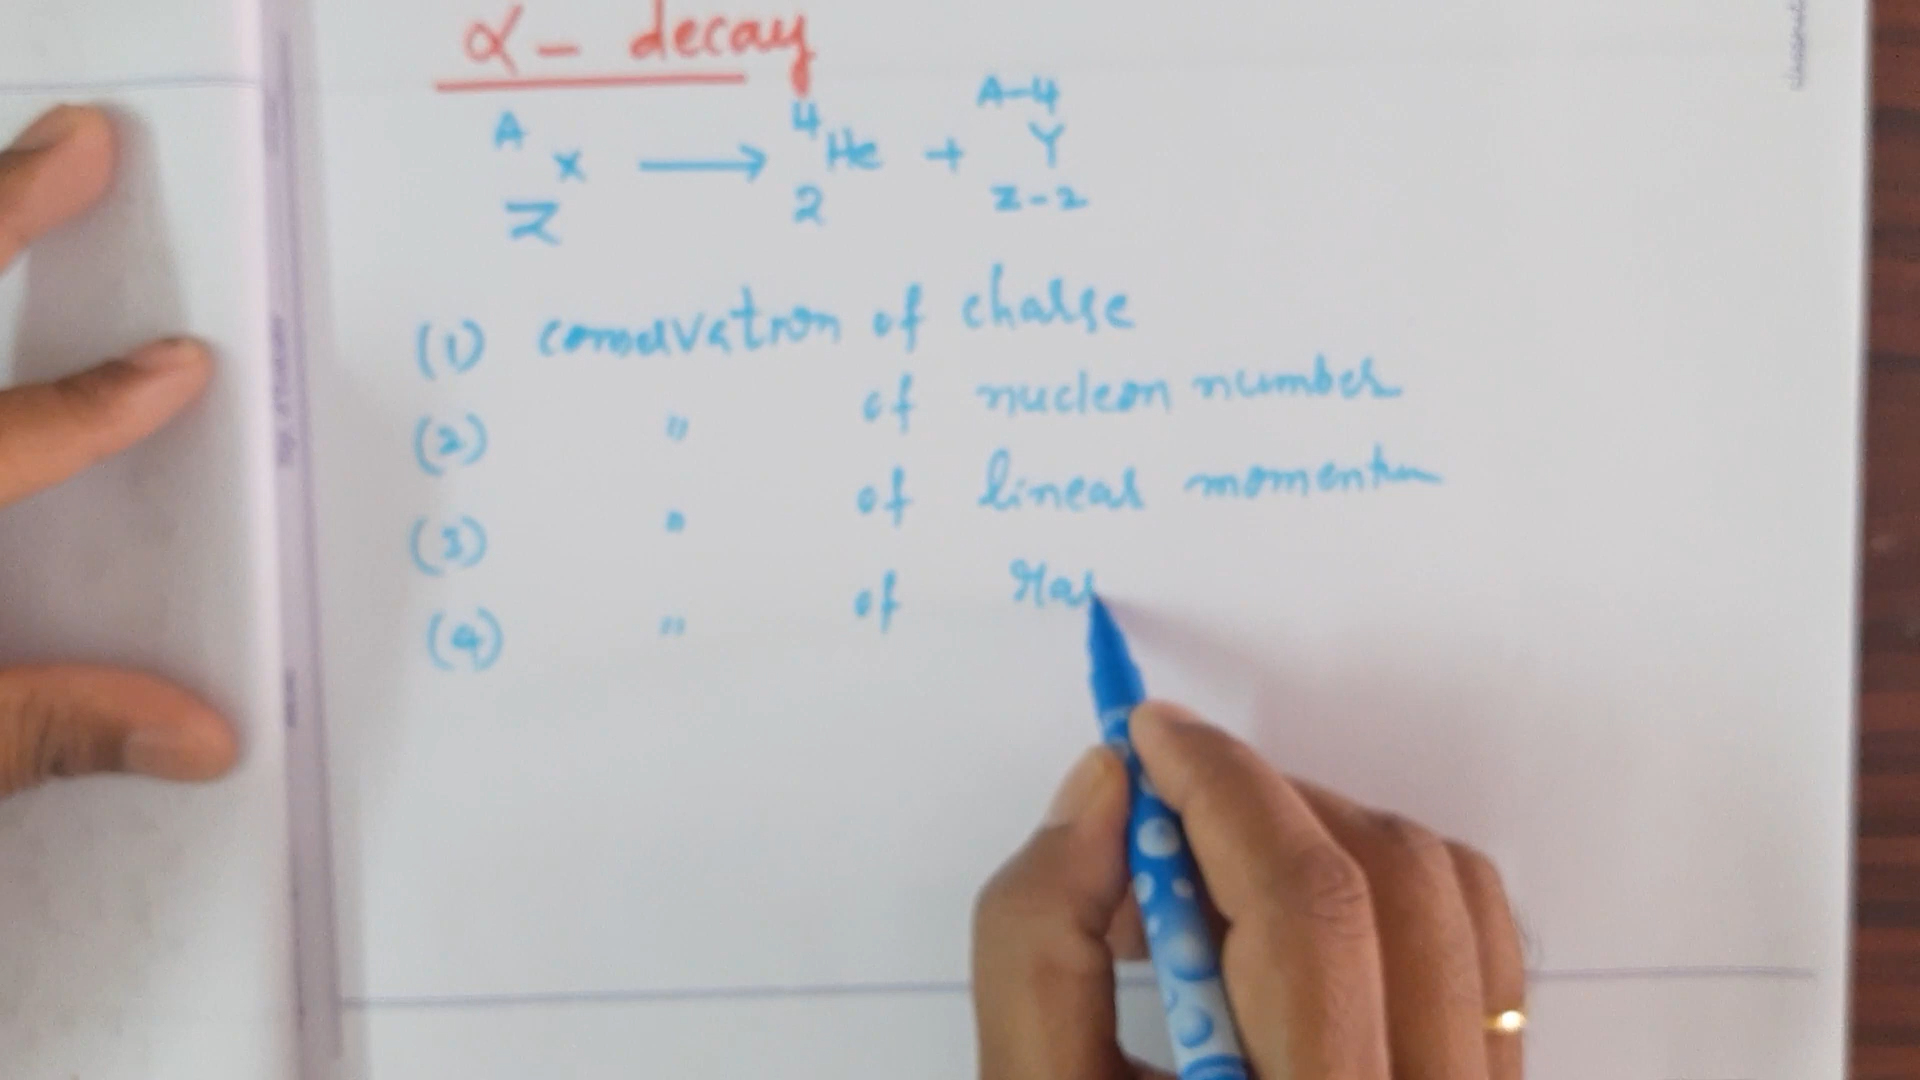 α - decay
A 4 A-4
X → He + Y
Z 2 Z-2
(1) conservation of charge
(2) " of nucleon number
(3) " of linear momentum
(4) " of